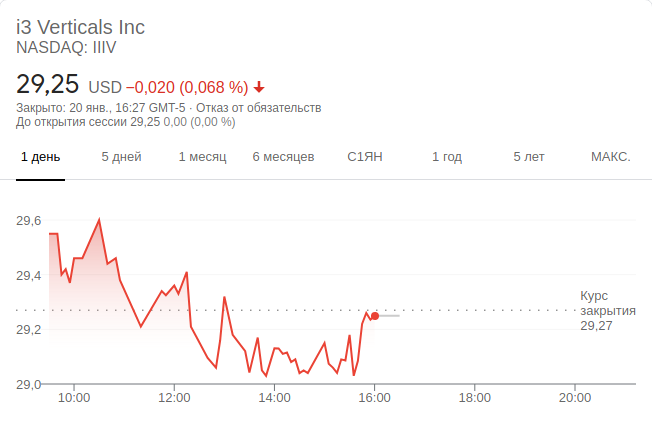 i3 Verticals Inc
NASDAQ: IIIV
29,25 USD −0,020 (0,068 %)
Закрыто: 20 янв., 16:27 GMT-5 · Отказ от обязательств
До открытия сессии 29,25 0,00 (0,00 %)
1 день 5 дней 1 месяц 6 месяцев С1ЯН 1 год 5 лет МАКС.
29,6
29,4
Курс
закрытия
29,27
29,2
29,0
10:00 12:00 14:00 16:00 18:00 20:00